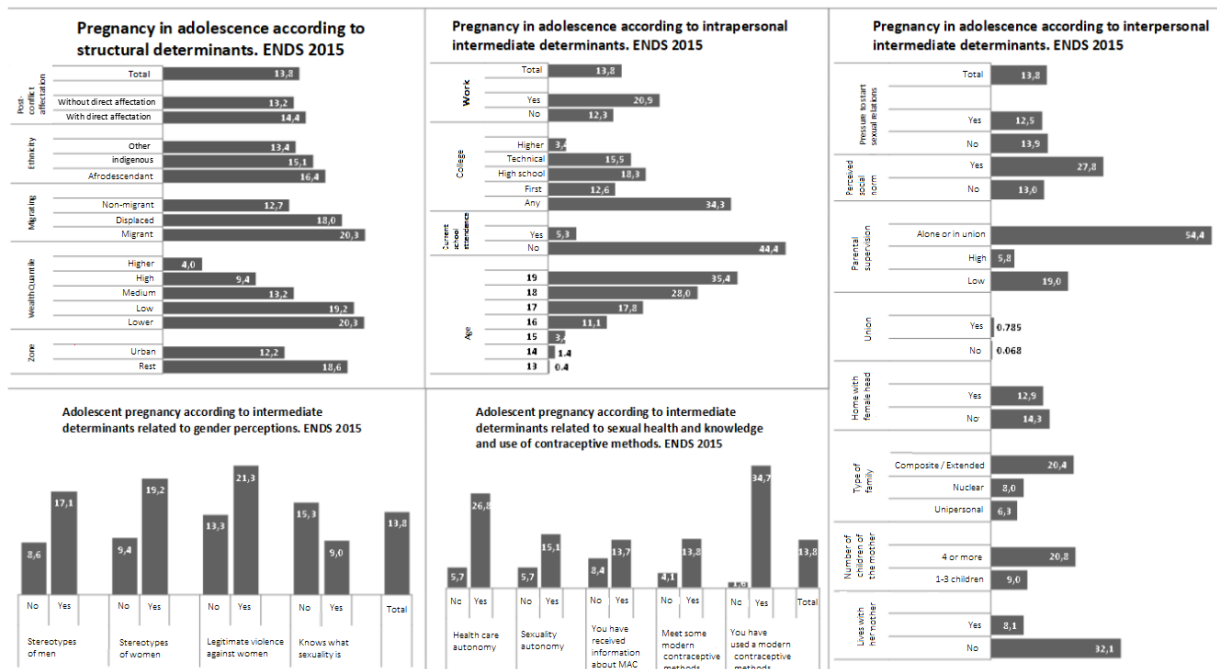 Pregnancy in adolescence according to
structural determinants. ENDS 2015
Post-
conflict
affectation
Total 13,8
Without direct affectation 13,2
With direct affectation 14,4
Ethnicity
Other 13,4
indigenous 15,1
Afrodescendant 16,4
Migrating
Non-migrant 12,7
Displaced 18,0
Migrant 20,3
Wealth Quantile
Higher 4,0
High 9,4
Medium 13,2
Low 19,2
Lower 20,3
Zone
Urban 12,2
Rest 18,6
Pregnancy in adolescence according to intrapersonal
intermediate determinants. ENDS 2015
Work
Total 13,8
Yes 20,9
No 12,3
College
Higher
Technical 15,5
High school 18,3
First 12,6
Any 34,3
Current
school
attendence
Yes 5,3
No 44,4
Age
19 35,4
18 28,0
17 17,8
16 11,1
15
14 1.4
13 0.4
Pregnancy in adolescence according to interpersonal
intermediate determinants. ENDS 2015
Pressure to start
sexual relations
Total 13,8
Yes 12,5
No 13,9
Perceived
social
norm
Yes 27,8
No 13,0
Parental
supervision
Alone or in union 54,4
High 5,8
Low 19,0
Union
Yes 0.785
No 0.068
Home with
female head
Yes 12,9
No 14,3
Type of
family
Composite / Extended 20,4
Nuclear 8,0
Unipersonal 6,3
Number of
children of
the mother
4 or more 20,8
1-3 children 9,0
Lives with
her mother
Yes 8,1
No 32,1
Adolescent pregnancy according to intermediate
determinants related to gender perceptions. ENDS 2015
8,6 17,1 9,4 19,2 13,3 21,3 15,3 9,0 13,8
No Yes No Yes No Yes No Yes Total
Stereotypes
of men
Stereotypes
of women
Legitimate violence
against women
Knows what
sexuality is
Adolescent pregnancy according to intermediate
determinants related to sexual health and knowledge
and use of contraceptive methods. ENDS 2015
5,7 26,8 5,7 15,1 8,4 13,7 4,1 13,8 34,7 13,8
No Yes No Yes No Yes No Yes No Yes Total
Health care
autonomy
Sexuality
autonomy
You have
received
information
about MAC
Meet some
modern
contraceptive
methods
You have
used a modern
contraceptive
methods